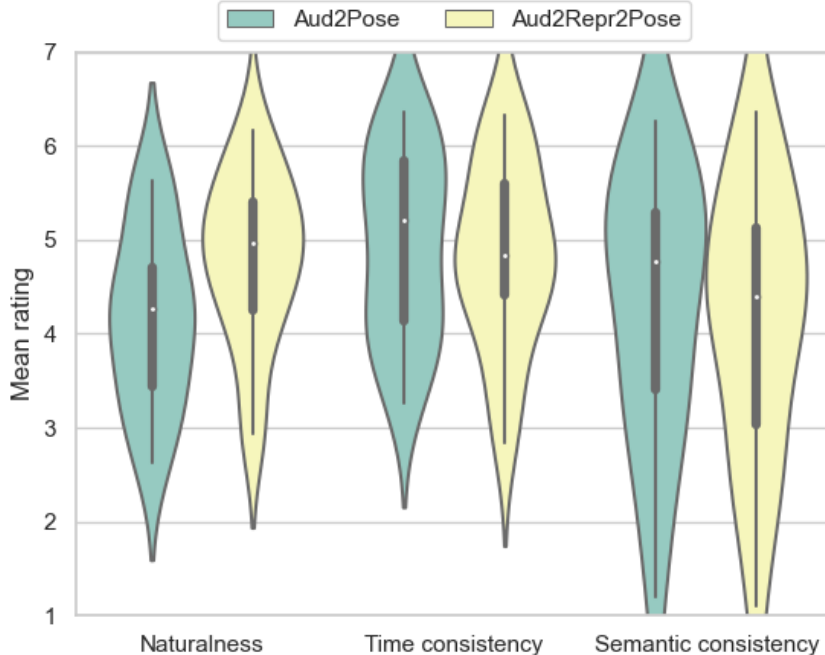 Aud2Pose Aud2Repr2Pose
7
6
5
4
3
2
1
Mean rating
Naturalness Time consistency Semantic consistency